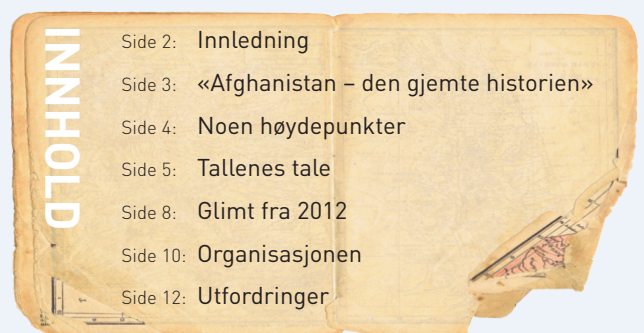 INNHOLD
Side 2: Innledning
Side 3: «Afghanistan – den gjemte historien»
Side 4: Noen høydepunkter
Side 5: Tallenes tale
Side 8: Glimt fra 2012
Side 10: Organisasjonen
Side 12: Utfordringer